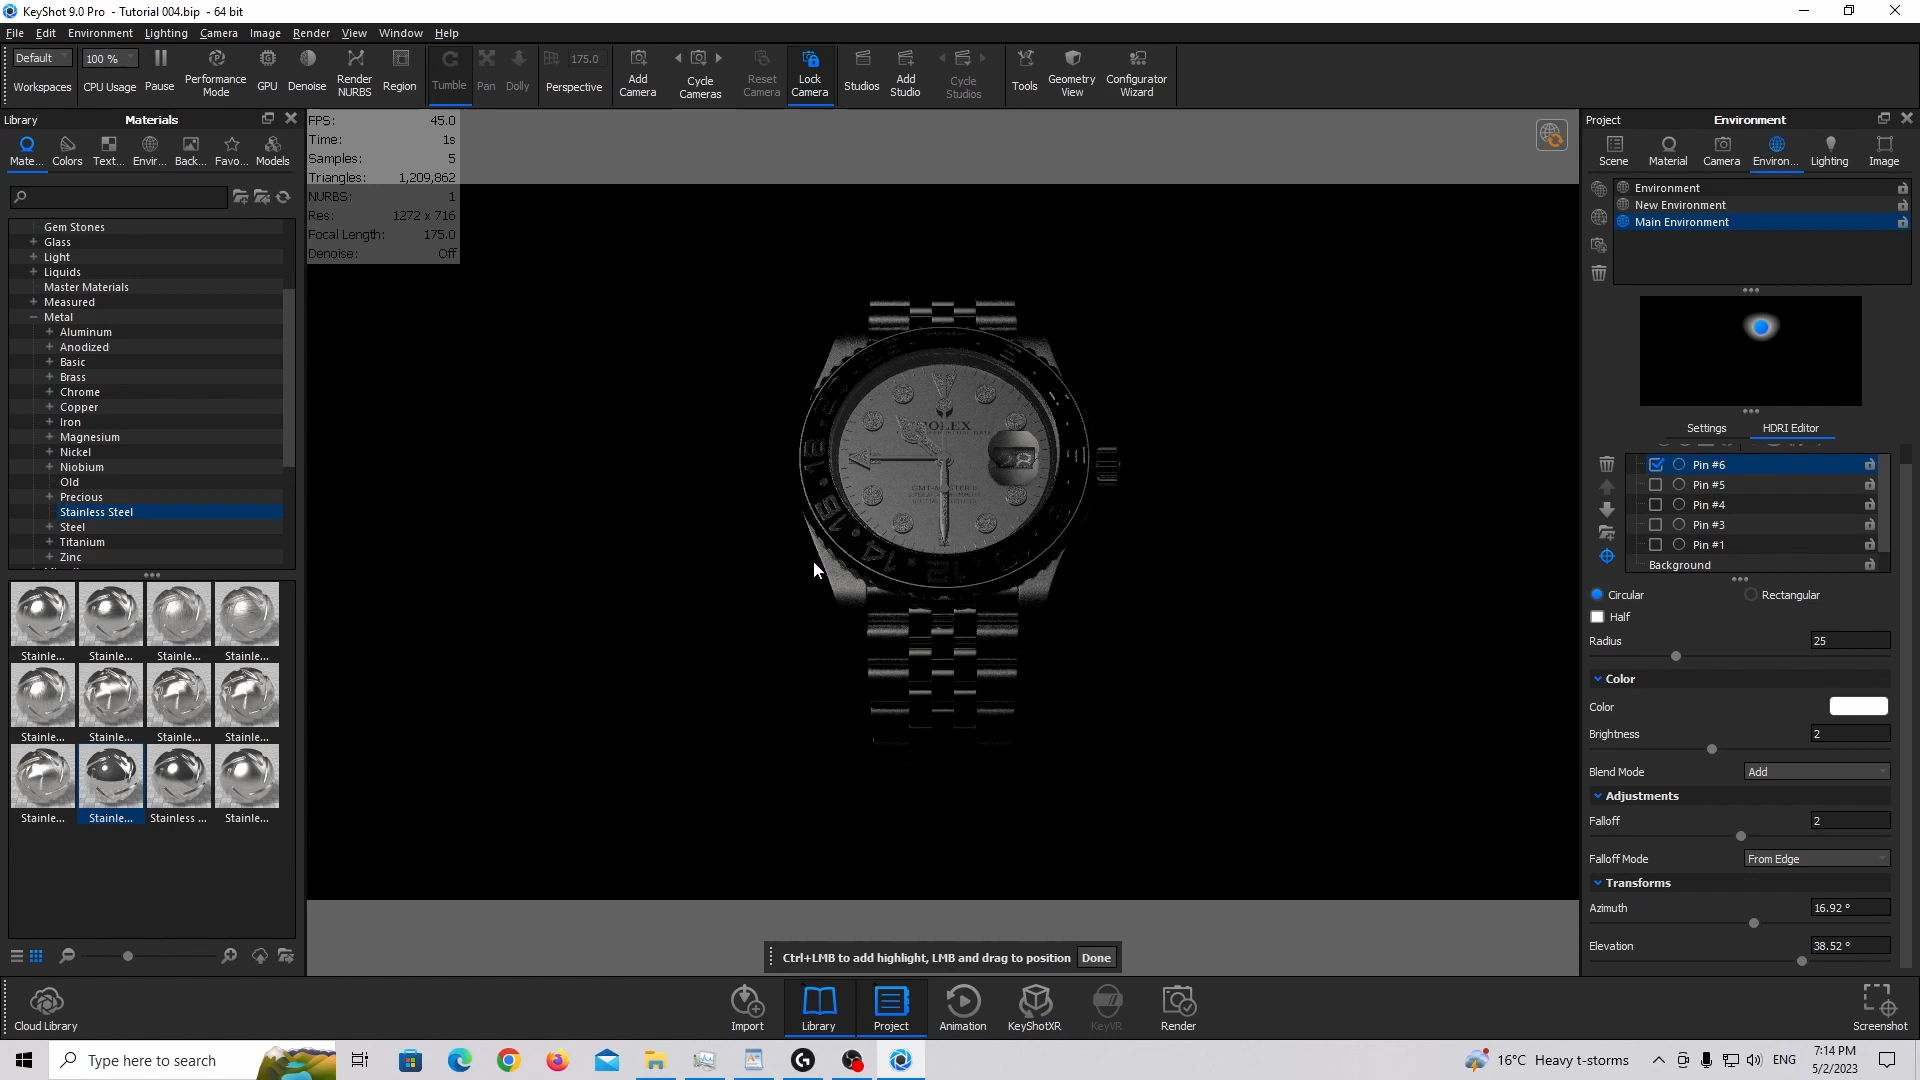 KeyShot 9.0 Pro - Tutorial 004.bip - 64 bit
File Edit Environment Lighting Camera Image Render View Window Help
Default 100 % 175.0
Workspaces CPU Usage Pause Performance Mode GPU Denoise Render NURBS Region Tumble Pan Dolly Perspective Add Camera Cycle Cameras Reset Camera Lock Camera Studios Add Studio Cycle Studios Tools Geometry View Configurator Wizard
Library Materials
Mate... Colors Text... Envir... Back... Favo... Models
Gem Stones
Glass
Light
Liquids
Master Materials
Measured
Metal
Aluminum
Anodized
Basic
Brass
Chrome
Copper
Iron
Magnesium
Nickel
Niobium
Old
Precious
Stainless Steel
Steel
Titanium
Zinc
Stainle... Stainle... Stainle... Stainle...
Stainle... Stainle... Stainle... Stainle...
Stainle... Stainle... Stainless ... Stainle...
FPS: 45.0
Time: 1s
Samples: 5
Triangles: 1,209,862
NURBS: 1
Res: 1272 x 716
Focal Length: 175.0
Denoise: Off
ROLEX
GMT-MASTER II
28
18
16
14
12
Ctrl+LMB to add highlight, LMB and drag to position Done
Project Environment
Scene Material Camera Environ... Lighting Image
Environment
New Environment
Main Environment
Settings HDRI Editor
Pin #6
Pin #5
Pin #4
Pin #3
Pin #1
Background
Circular Rectangular
Half
Radius 25
Color
Color
Brightness 2
Blend Mode Add
Adjustments
Falloff 2
Falloff Mode From Edge
Transforms
Azimuth 16.92 °
Elevation 38.52 °
Cloud Library Import Library Project Animation KeyShotXR KeyVR Render Screenshot
Type here to search 16°C Heavy t-storms ENG 7:14 PM
5/2/2023